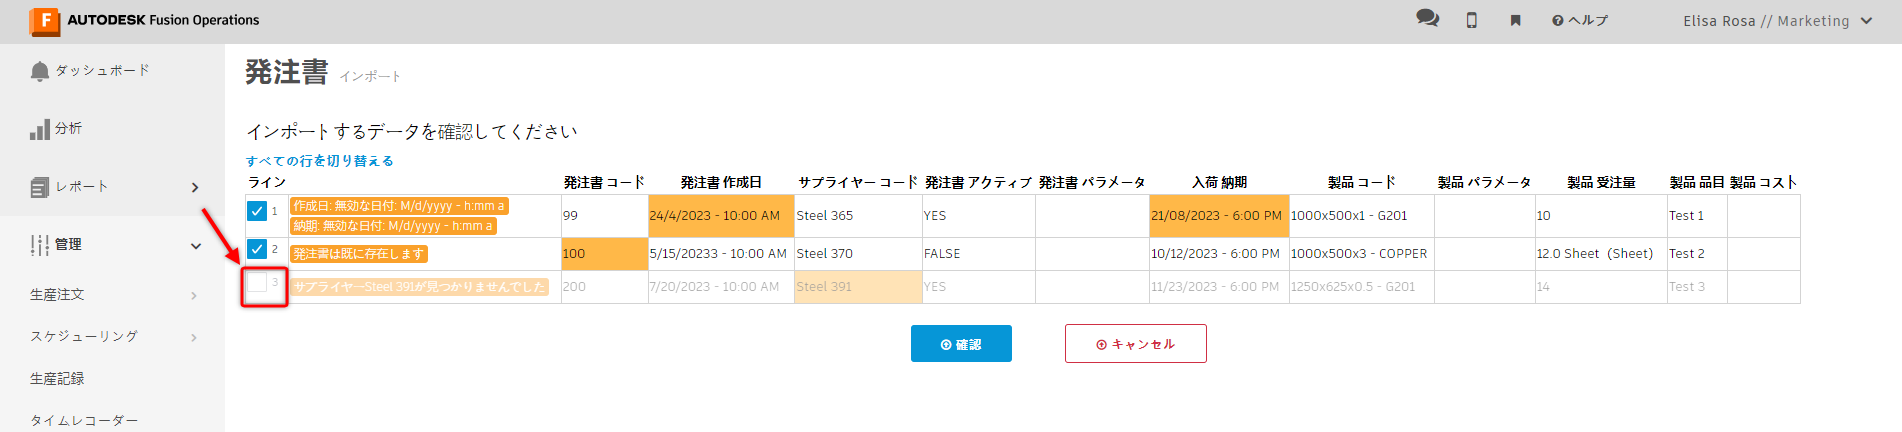 AUTODESK Fusion Operations
ヘルプ
Elisa Rosa // Marketing
ダッシュボード
分析
レポート
管理
生産注文
スケジューリング
生産記録
タイムレコーダー
発注書 インポート
インポートするデータを確認してください
すべての行を切り替える
ライン 発注書 コード 発注書 作成日 サプライヤー コード 発注書 アクティブ 発注書 パラメータ 入荷 納期 製品 コード 製品 パラメータ 製品 受注量 製品 品目 製品 コスト
1 作成日: 無効な日付: M/d/yyyy - h:mm a
納期: 無効な日付: M/d/yyyy - h:mm a
99 24/4/2023 - 10:00 AM Steel 365 YES 21/08/2023 - 6:00 PM 1000x500x1 - G201 10 Test 1
2 発注書は既に存在します 100 5/15/20233 - 10:00 AM Steel 370 FALSE 10/12/2023 - 6:00 PM 1000x500x3 - COPPER 12.0 Sheet (Sheet) Test 2
3 サプライヤーSteel 391が見つかりませんでした 200 7/20/2023 - 10:00 AM Steel 391 YES 11/23/2023 - 6:00 PM 1250x625x0.5 - G201 14 Test 3
確認
キャンセル